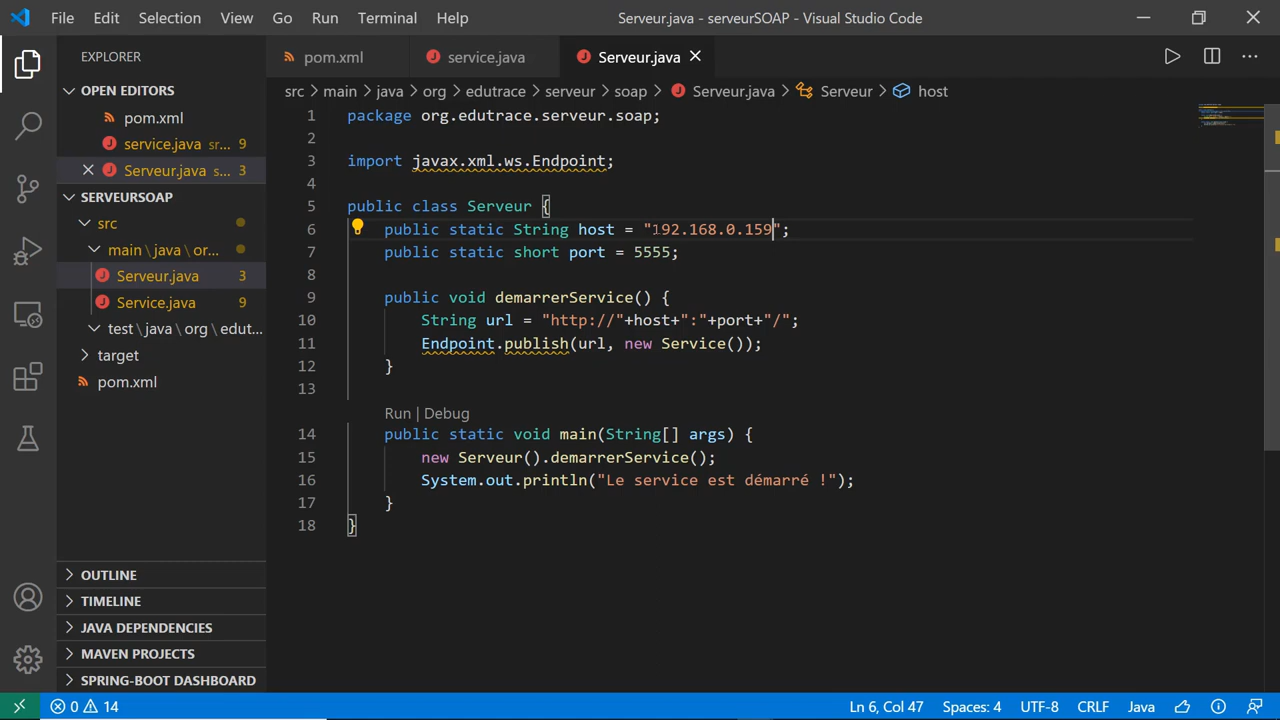 File Edit Selection View Go Run Terminal Help Serveur.java - serveurSOAP - Visual Studio Code
EXPLORER
pom.xml service.java Serveur.java
OPEN EDITORS
pom.xml
service.java sr... 9
Serveur.java s... 3
SERVEURSOAP
src
main \ java \ or...
Serveur.java 3
Service.java 9
test \ java \ org \ edut...
target
pom.xml
OUTLINE
TIMELINE
JAVA DEPENDENCIES
MAVEN PROJECTS
SPRING-BOOT DASHBOARD
src > main > java > org > edutrace > serveur > soap > Serveur.java > Serveur > host
1 package org.edutrace.serveur.soap;
2
3 import javax.xml.ws.Endpoint;
4
5 public class Serveur {
6 public static String host = "192.168.0.159";
7 public static short port = 5555;
8
9 public void demarrerService() {
10 String url = "http://"+host+":"+port+"/";
11 Endpoint.publish(url, new Service());
12 }
13
Run | Debug
14 public static void main(String[] args) {
15 new Serveur().demarrerService();
16 System.out.println("Le service est démarré !");
17 }
18 }
0 14 Ln 6, Col 47 Spaces: 4 UTF-8 CRLF Java